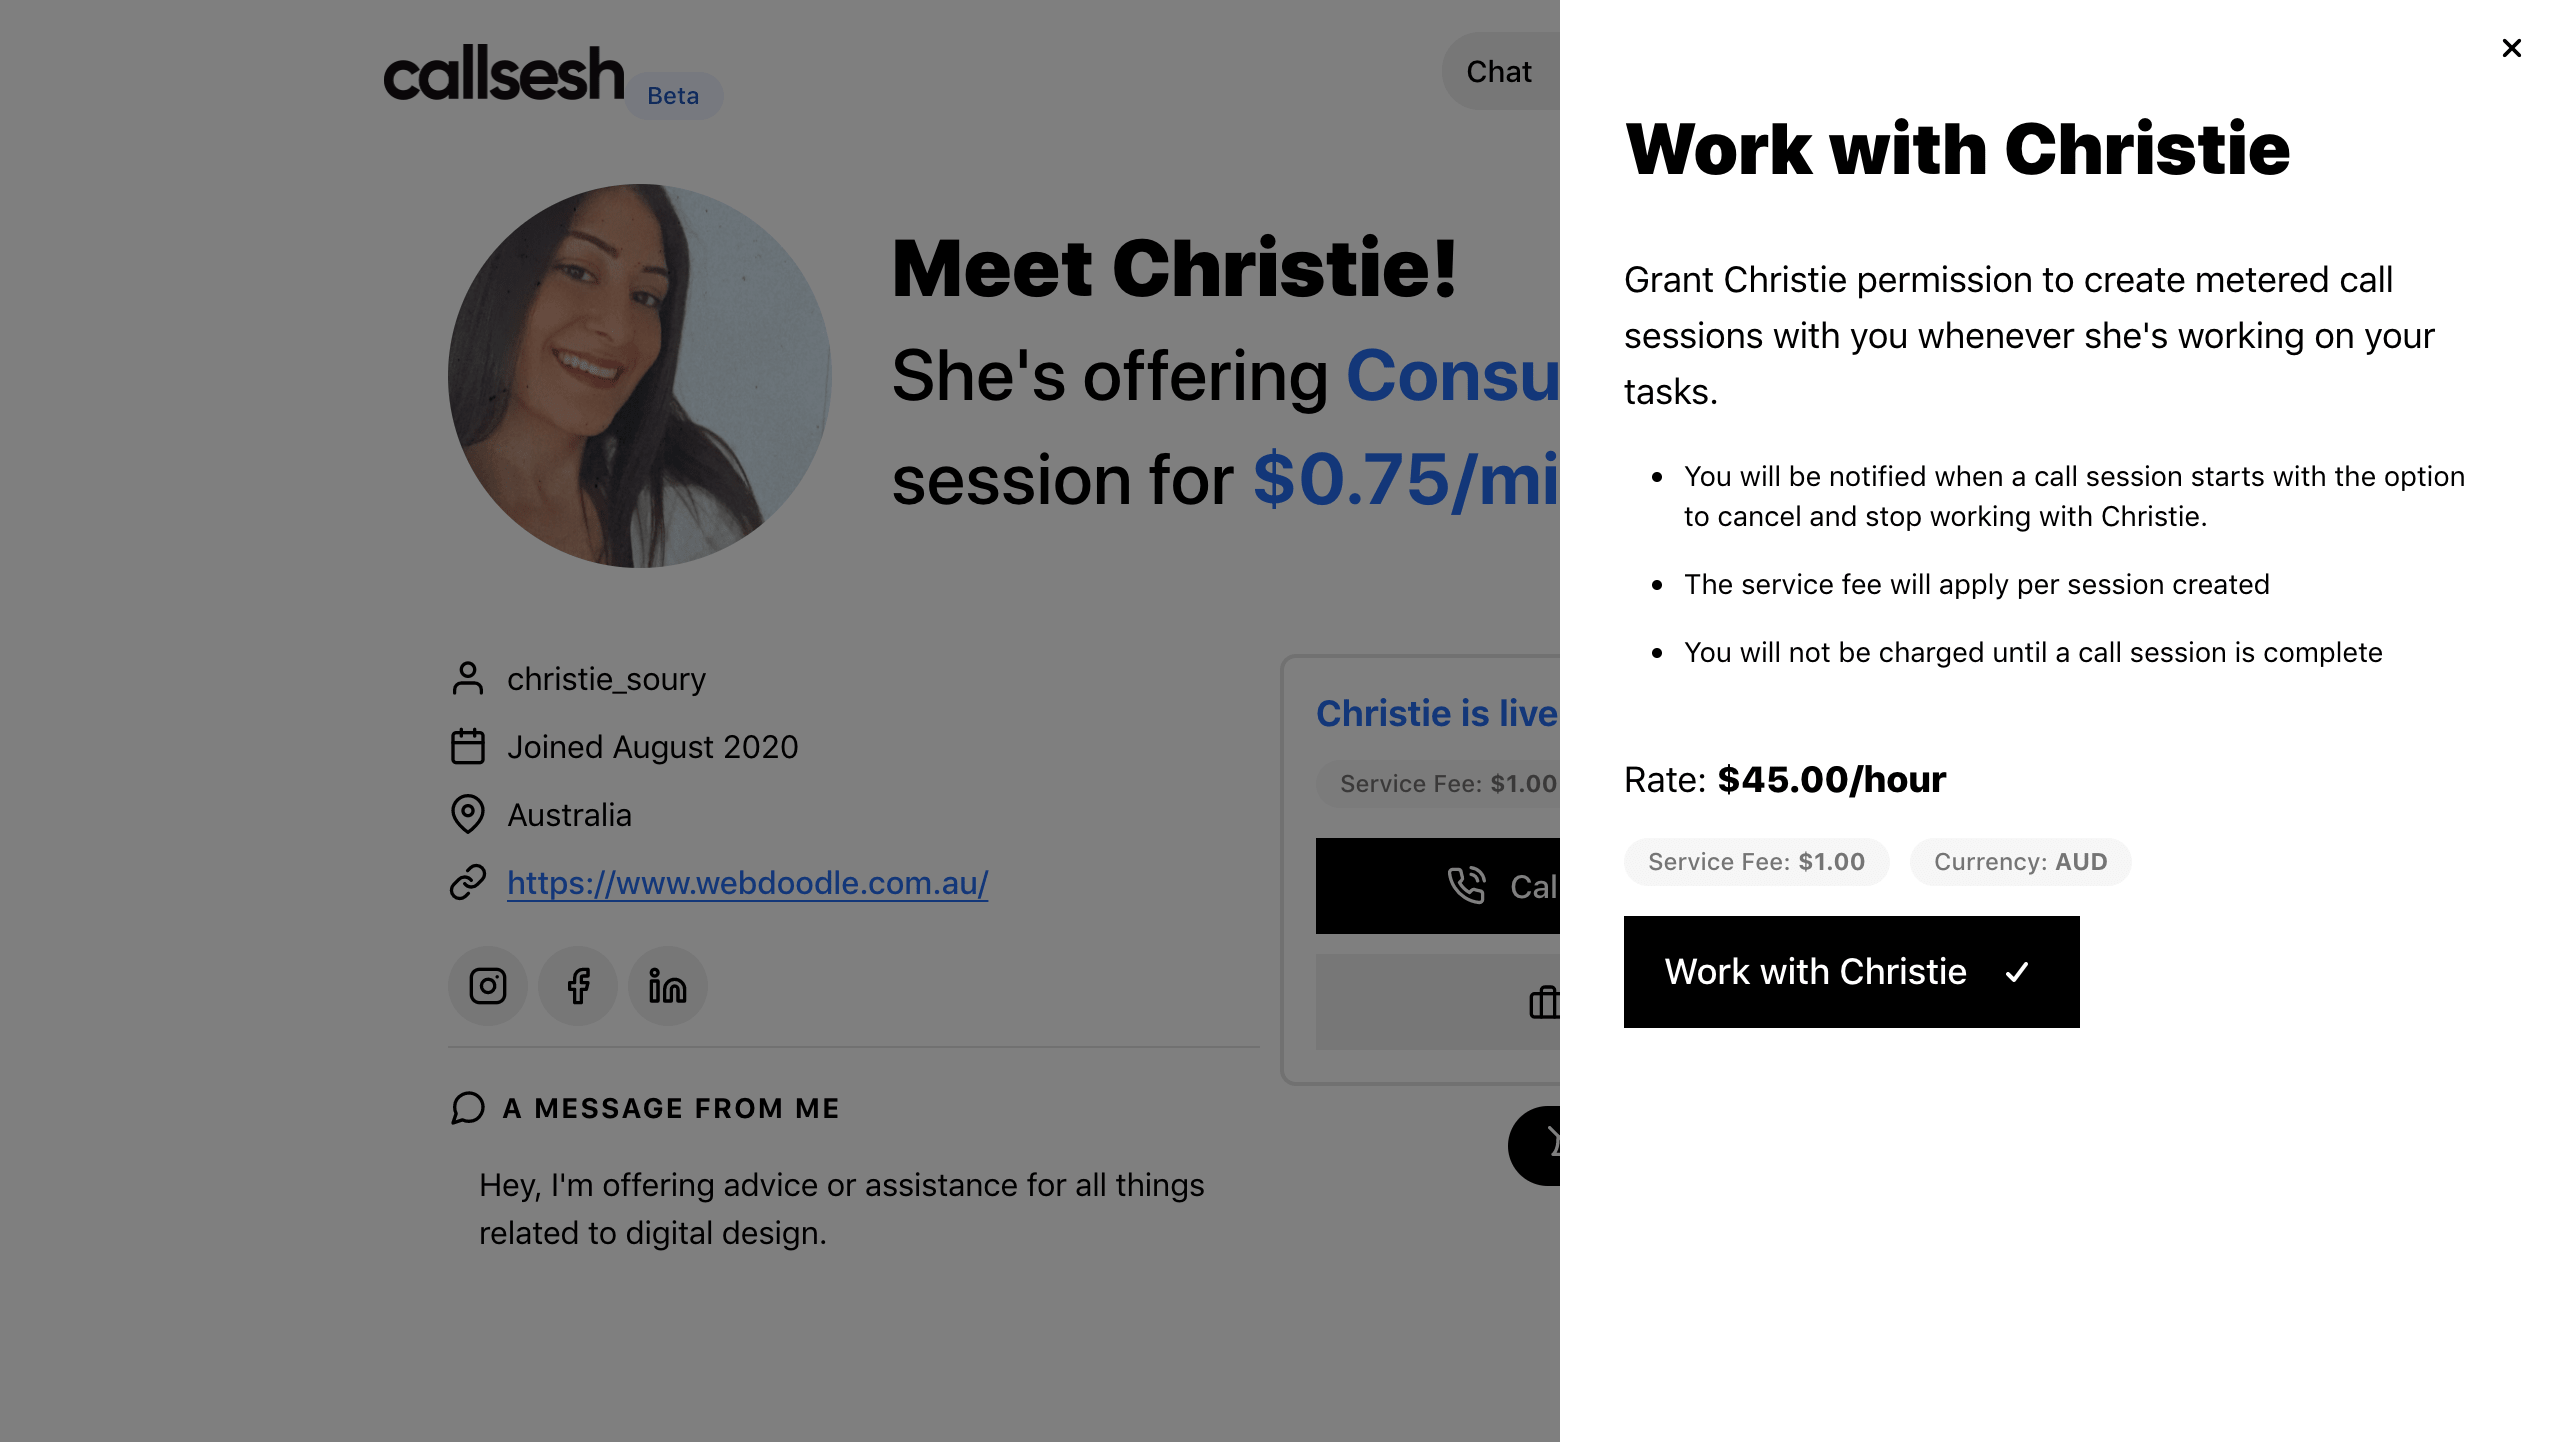 callsesh
Beta
Chat
Meet Christie!
She's offering Consu
session for $0.75/mi
christie_soury
Joined August 2020
Australia
https://www.webdoodle.com.au/
A MESSAGE FROM ME
Hey, I'm offering advice or assistance for all things
related to digital design.
Christie is live
Service Fee: $1.00
Cal
Work with Christie
Grant Christie permission to create metered call
sessions with you whenever she's working on your
tasks.
You will be notified when a call session starts with the option
to cancel and stop working with Christie.
The service fee will apply per session created
You will not be charged until a call session is complete
Rate: $45.00/hour
Service Fee: $1.00
Currency: AUD
Work with Christie